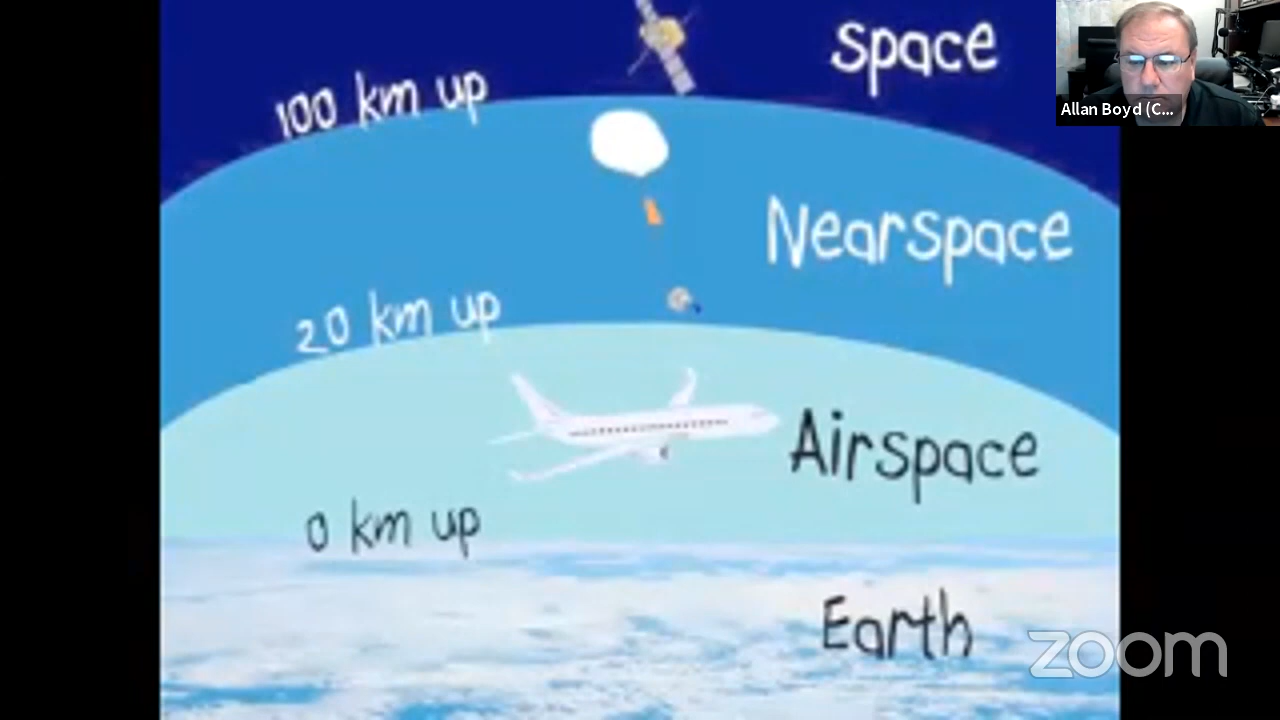 space
Allan Boyd (C...
100 km up
Nearspace
20 km up
Airspace
0 km up
Earth
zoom